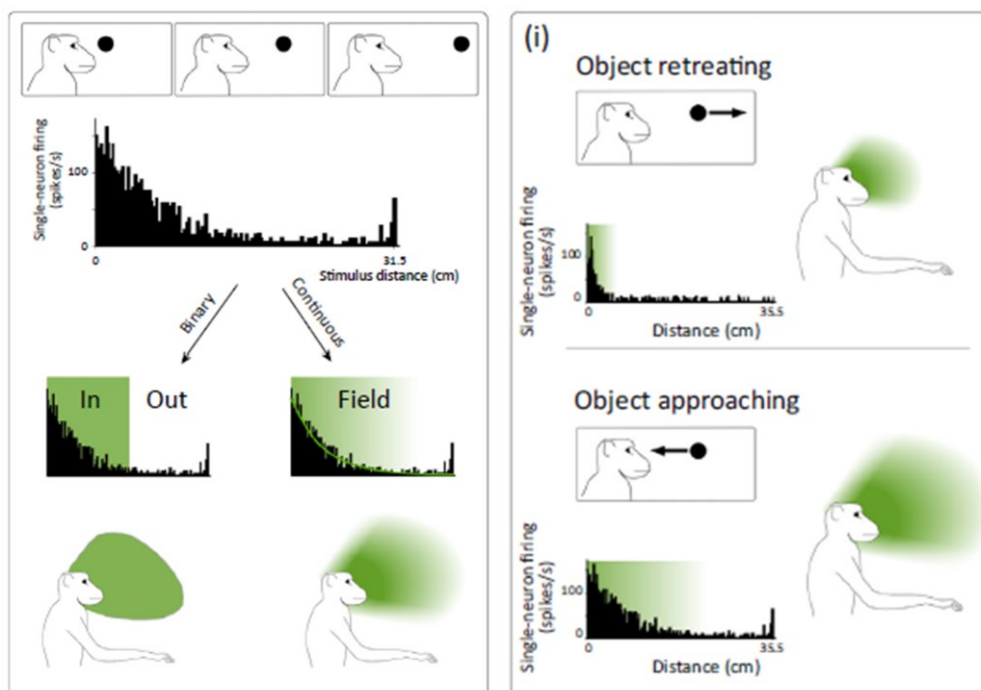 Single-neuron firing
(spikes/s)
100
0
0
31.5
Stimulus distance (cm)
Binary
Continuous
In
Out
Field
(i)
Object retreating
Single-neuron firing
(spikes/s)
100
0
0
35.5
Distance (cm)
Object approaching
Single-neuron firing
(spikes/s)
100
0
0
35.5
Distance (cm)